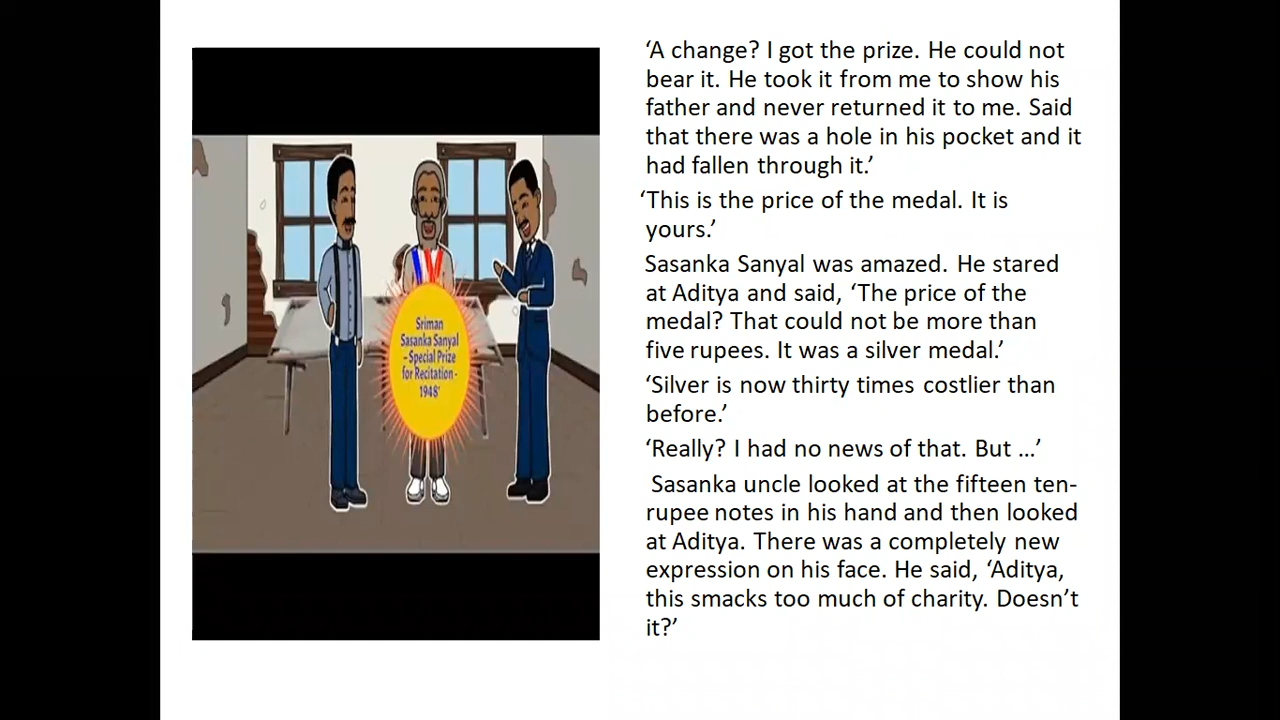 Sriman
Sasanka Sanyal
- Special Prize
for Recitation -
1948'
‘A change? I got the prize. He could not
bear it. He took it from me to show his
father and never returned it to me. Said
that there was a hole in his pocket and it
had fallen through it.’
‘This is the price of the medal. It is
yours.’
Sasanka Sanyal was amazed. He stared
at Aditya and said, ‘The price of the
medal? That could not be more than
five rupees. It was a silver medal.’
‘Silver is now thirty times costlier than
before.’
‘Really? I had no news of that. But …’
Sasanka uncle looked at the fifteen ten-
rupee notes in his hand and then looked
at Aditya. There was a completely new
expression on his face. He said, ‘Aditya,
this smacks too much of charity. Doesn’t
it?’